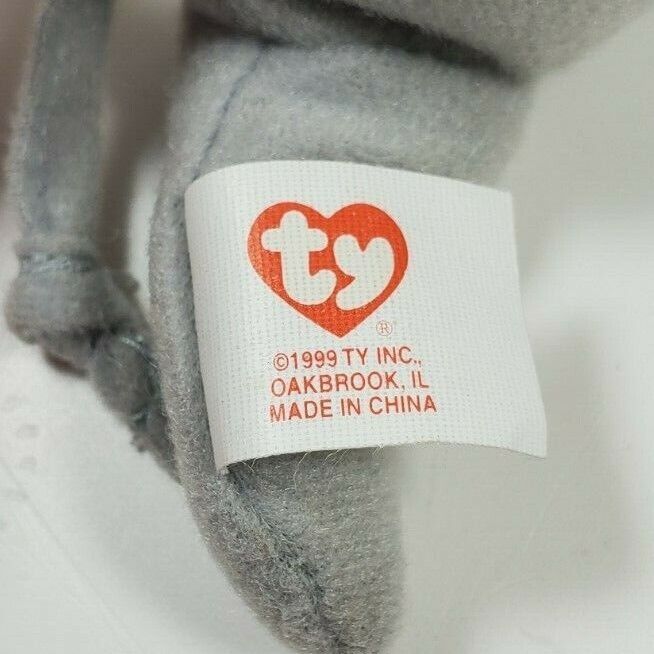 ty
®
©1999 TY INC.,
OAKBROOK, IL
MADE IN CHINA